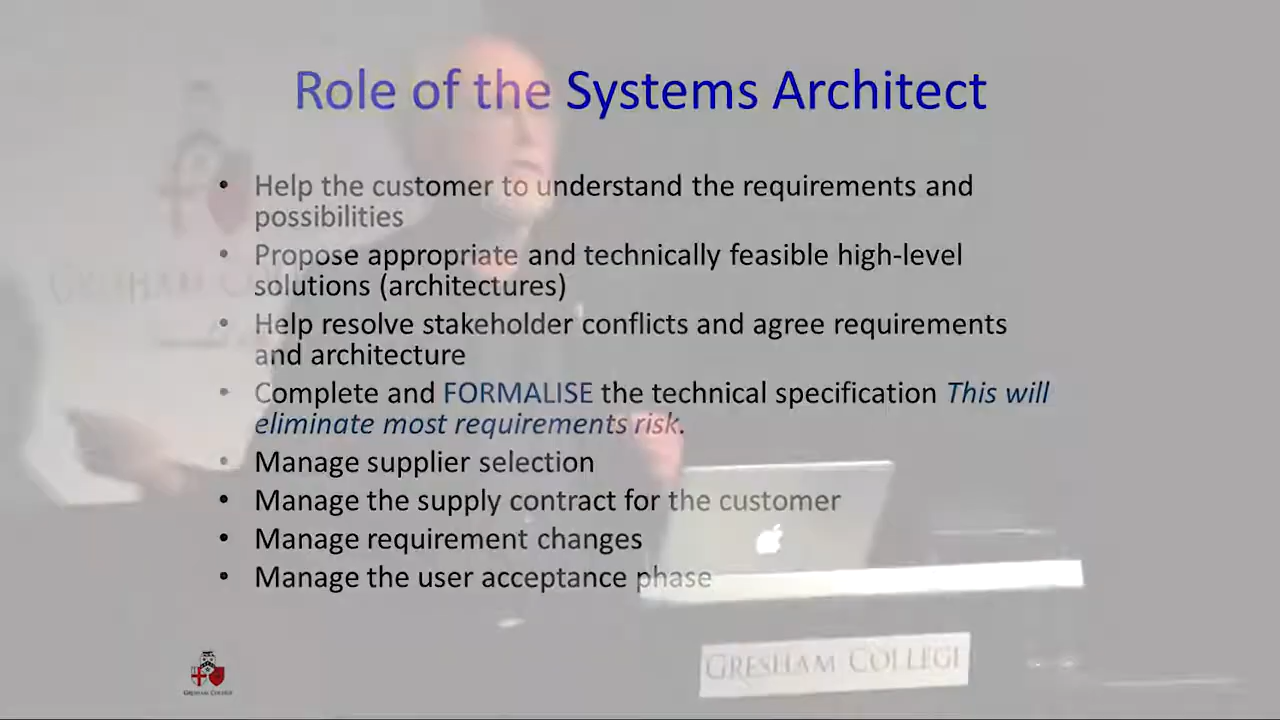 Role of the Systems Architect
• Help the customer to understand the requirements and
possibilities
• Propose appropriate and technically feasible high-level
solutions (architectures)
• Help resolve stakeholder conflicts and agree requirements
and architecture
• Complete and FORMALISE the technical specification This will
eliminate most requirements risk.
• Manage supplier selection
• Manage the supply contract for the customer
• Manage requirement changes
• Manage the user acceptance phase
GRESHAM
GRESHAM COLLEGE
GRESHAM COLLEGE